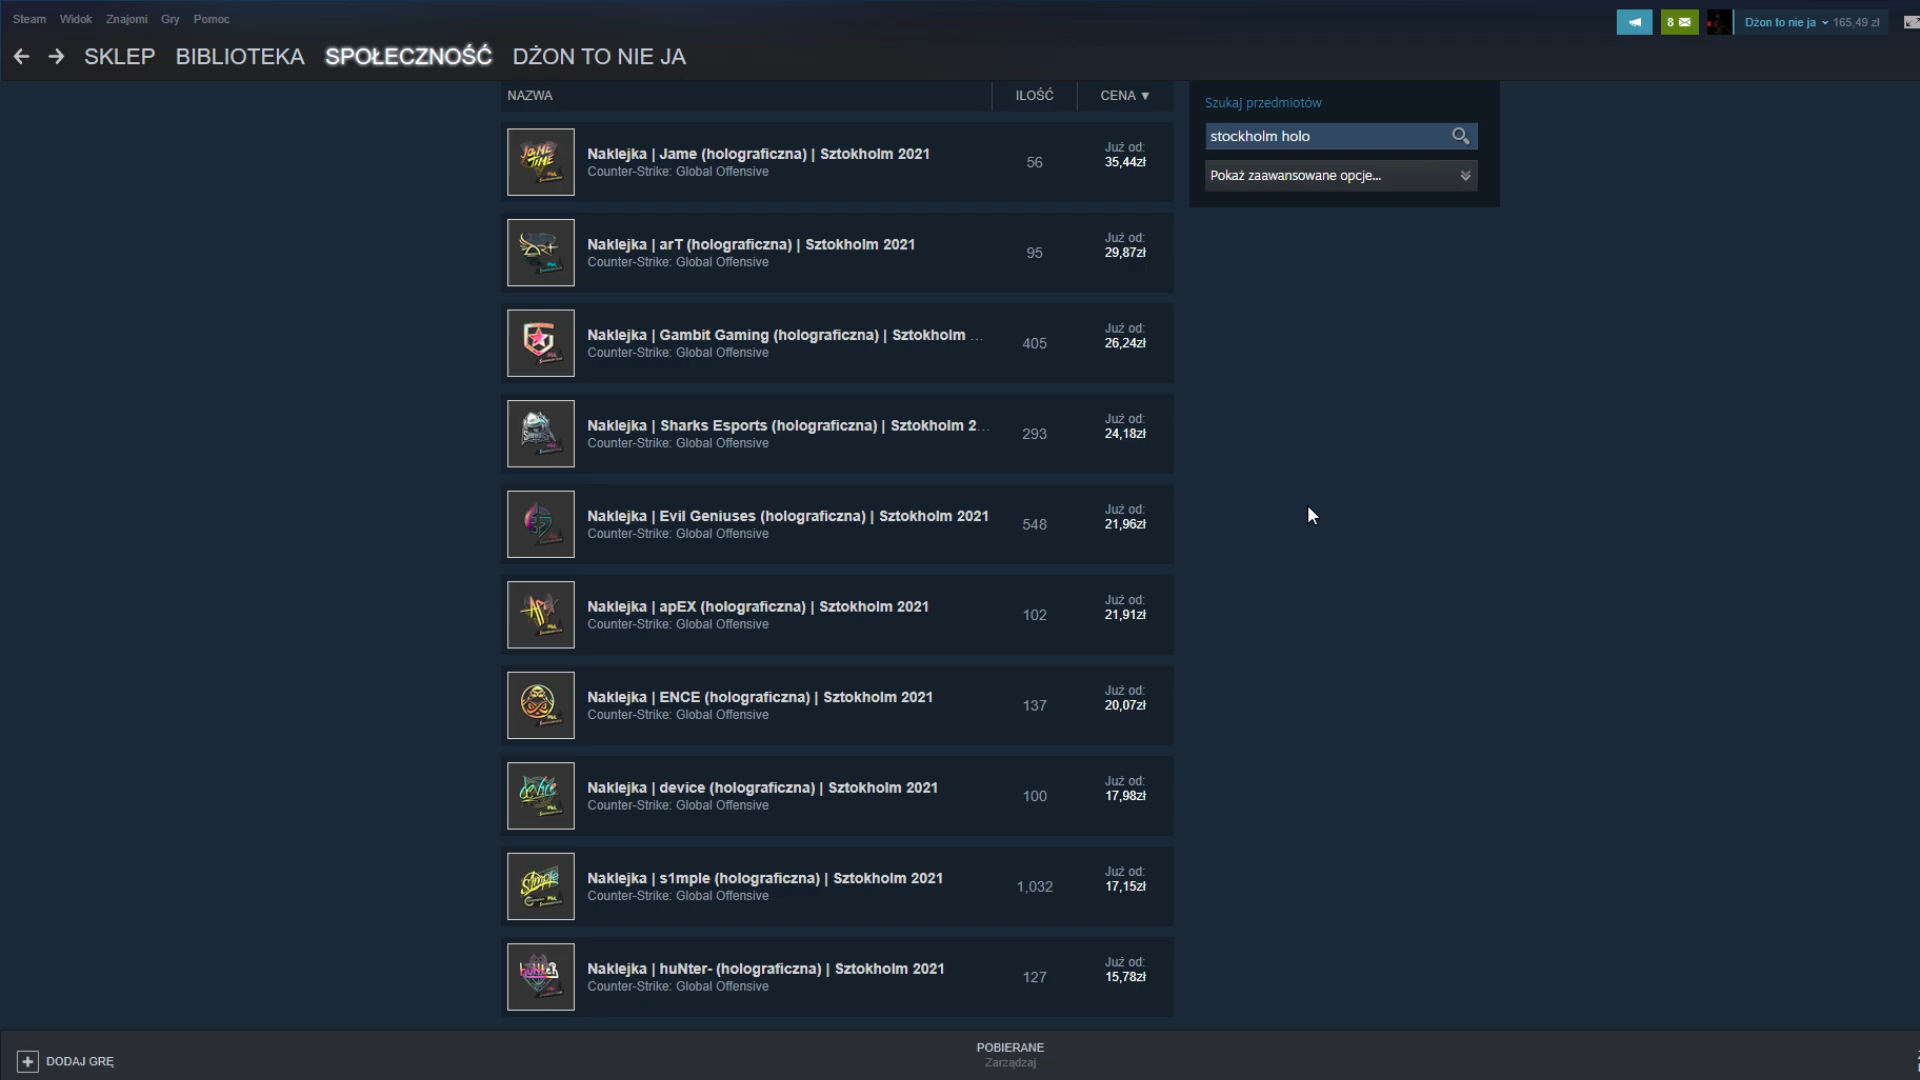 Steam Widok Znajomi Gry Pomoc
8 Dżon to nie ja 165,49 zł
SKLEP BIBLIOTEKA SPOŁECZNOŚĆ DŻON TO NIE JA
NAZWA ILOŚĆ CENA ▼
Szukaj przedmiotów
stockholm holo
Pokaż zaawansowane opcje...
Naklejka | Jame (holograficzna) | Sztokholm 2021
Counter-Strike: Global Offensive
56
Już od:
35,44zł
Naklejka | arT (holograficzna) | Sztokholm 2021
Counter-Strike: Global Offensive
95
Już od:
29,87zł
Naklejka | Gambit Gaming (holograficzna) | Sztokholm ...
Counter-Strike: Global Offensive
405
Już od:
26,24zł
Naklejka | Sharks Esports (holograficzna) | Sztokholm 2...
Counter-Strike: Global Offensive
293
Już od:
24,18zł
Naklejka | Evil Geniuses (holograficzna) | Sztokholm 2021
Counter-Strike: Global Offensive
548
Już od:
21,96zł
Naklejka | apEX (holograficzna) | Sztokholm 2021
Counter-Strike: Global Offensive
102
Już od:
21,91zł
Naklejka | ENCE (holograficzna) | Sztokholm 2021
Counter-Strike: Global Offensive
137
Już od:
20,07zł
Naklejka | device (holograficzna) | Sztokholm 2021
Counter-Strike: Global Offensive
100
Już od:
17,98zł
Naklejka | s1mple (holograficzna) | Sztokholm 2021
Counter-Strike: Global Offensive
1,032
Już od:
17,15zł
Naklejka | huNter- (holograficzna) | Sztokholm 2021
Counter-Strike: Global Offensive
127
Już od:
15,78zł
DODAJ GRĘ
POBIERANE
Zarządzaj